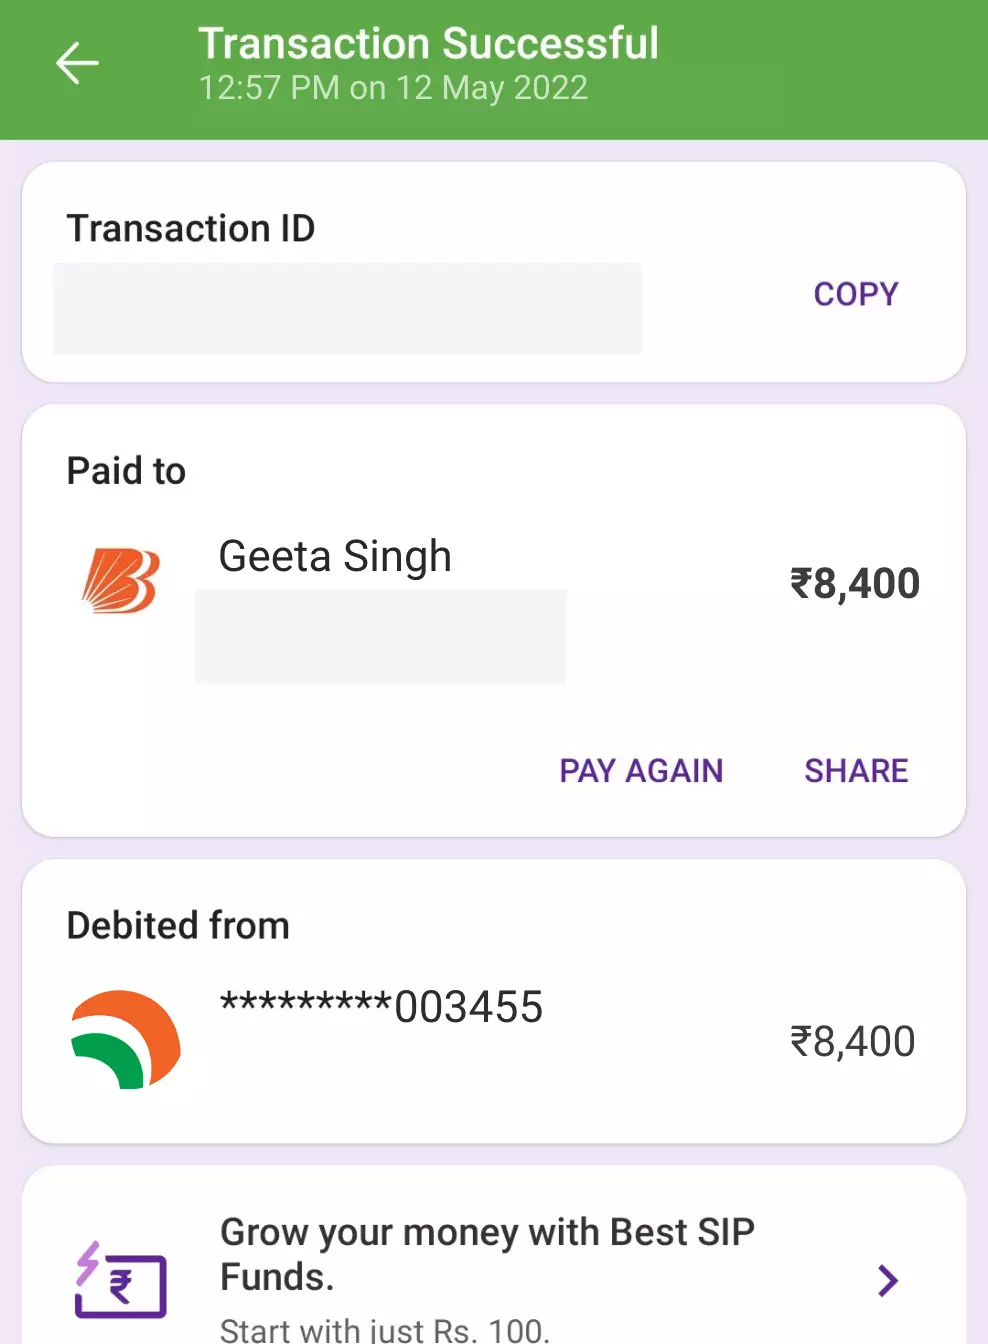 Transaction Successful
12:57 PM on 12 May 2022
Transaction ID
COPY
Paid to
Geeta Singh
₹8,400
PAY AGAIN
SHARE
Debited from
*********003455
₹8,400
Grow your money with Best SIP
Funds.
Start with just Rs. 100.